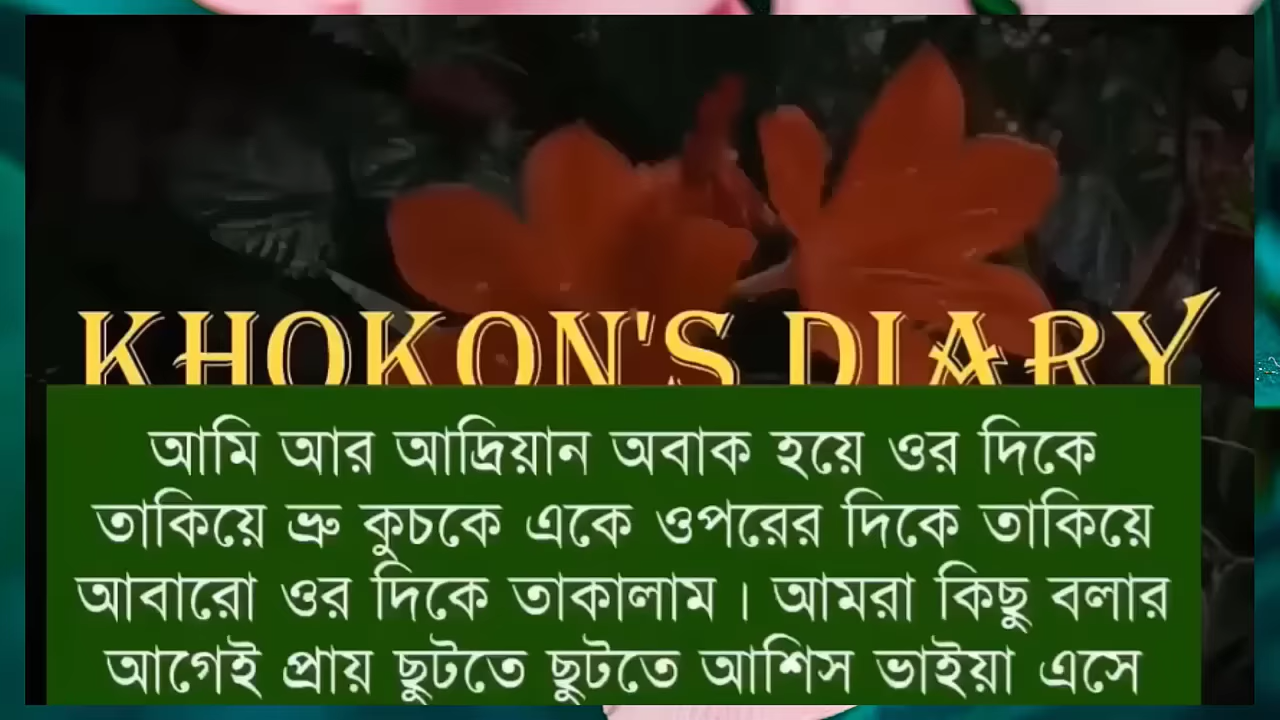 KHOKON'S DIARY
আমি আর আদ্রিয়ান অবাক হয়ে ওর দিকে
তাকিয়ে ভ্রু কুচকে একে ওপরের দিকে তাকিয়ে
আবারো ওর দিকে তাকালাম। আমরা কিছু বলার
আগেই প্রায় ছুটতে ছুটতে আশিস ভাইয়া এসে